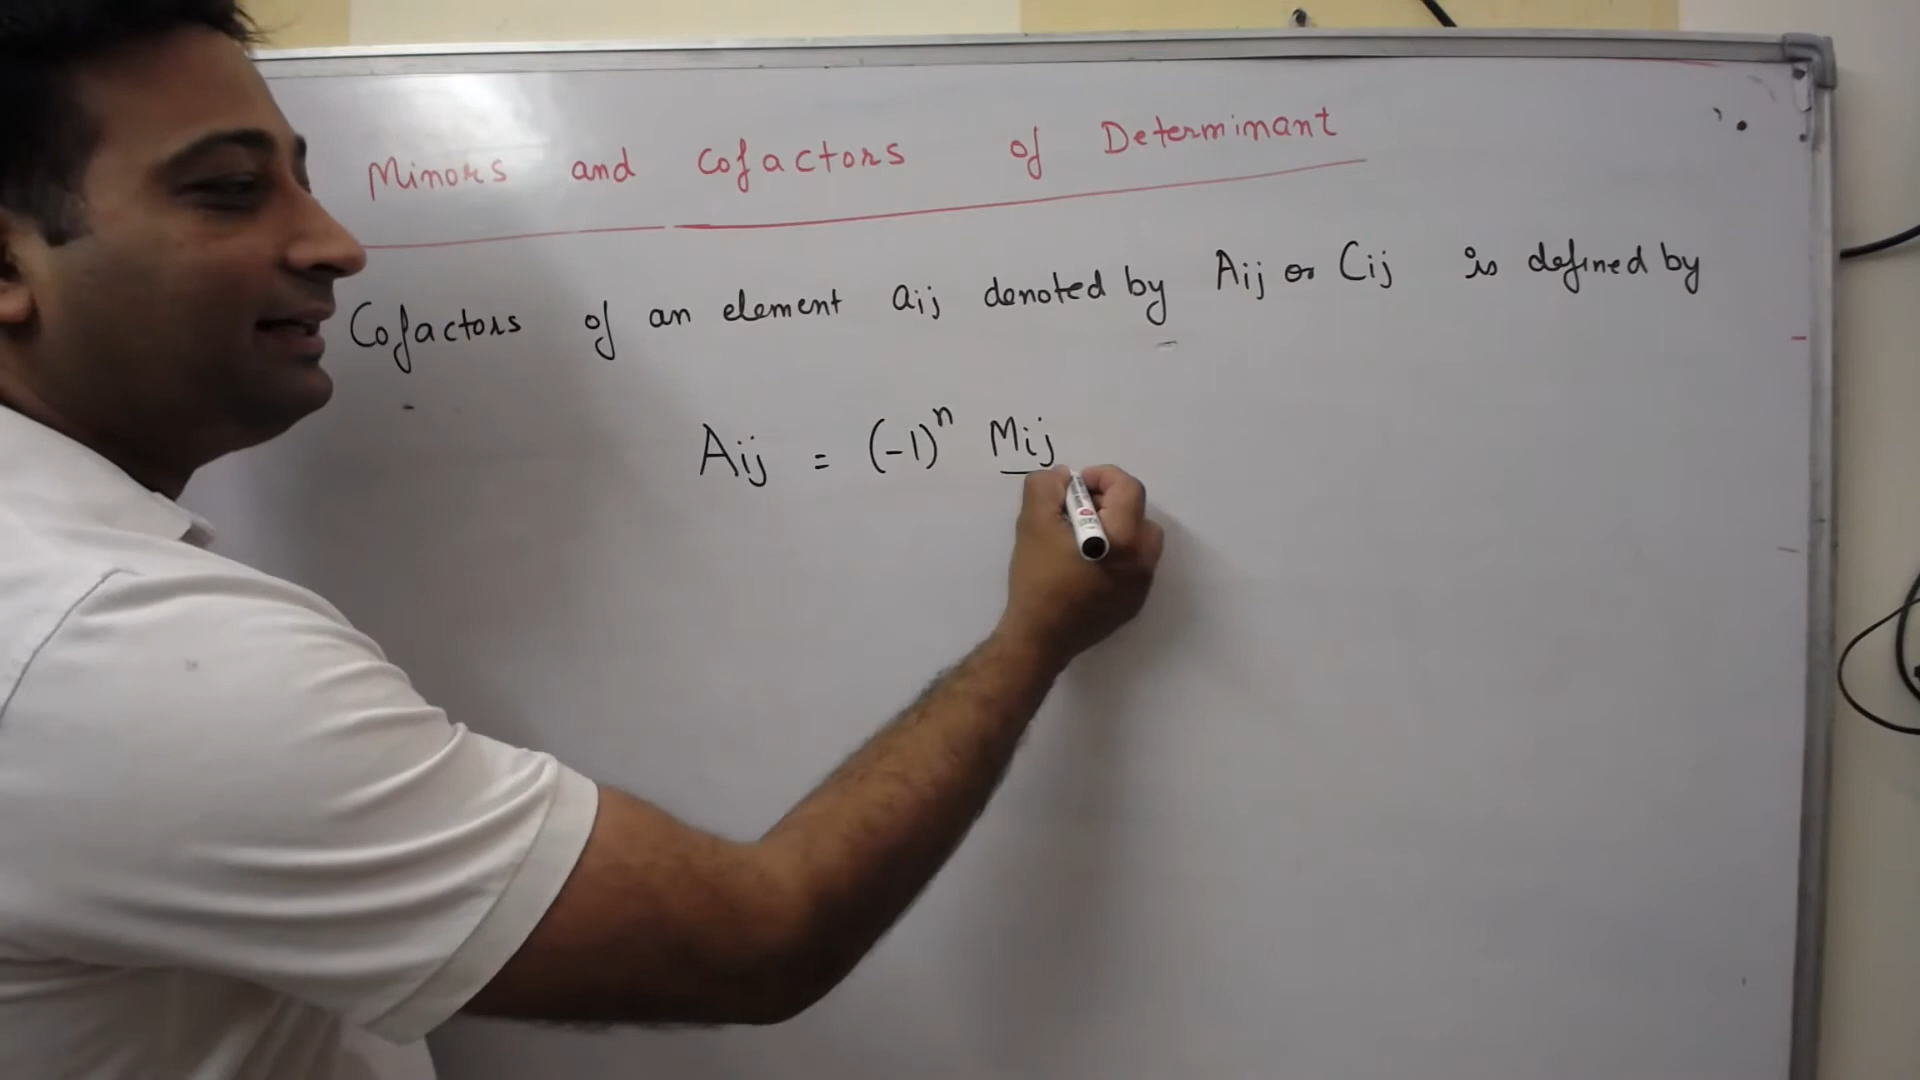 Minors and Cofactors of Determinant
Cofactors of an element aij denoted by Aij or Cij is defined by
Aij = (-1)^n Mij